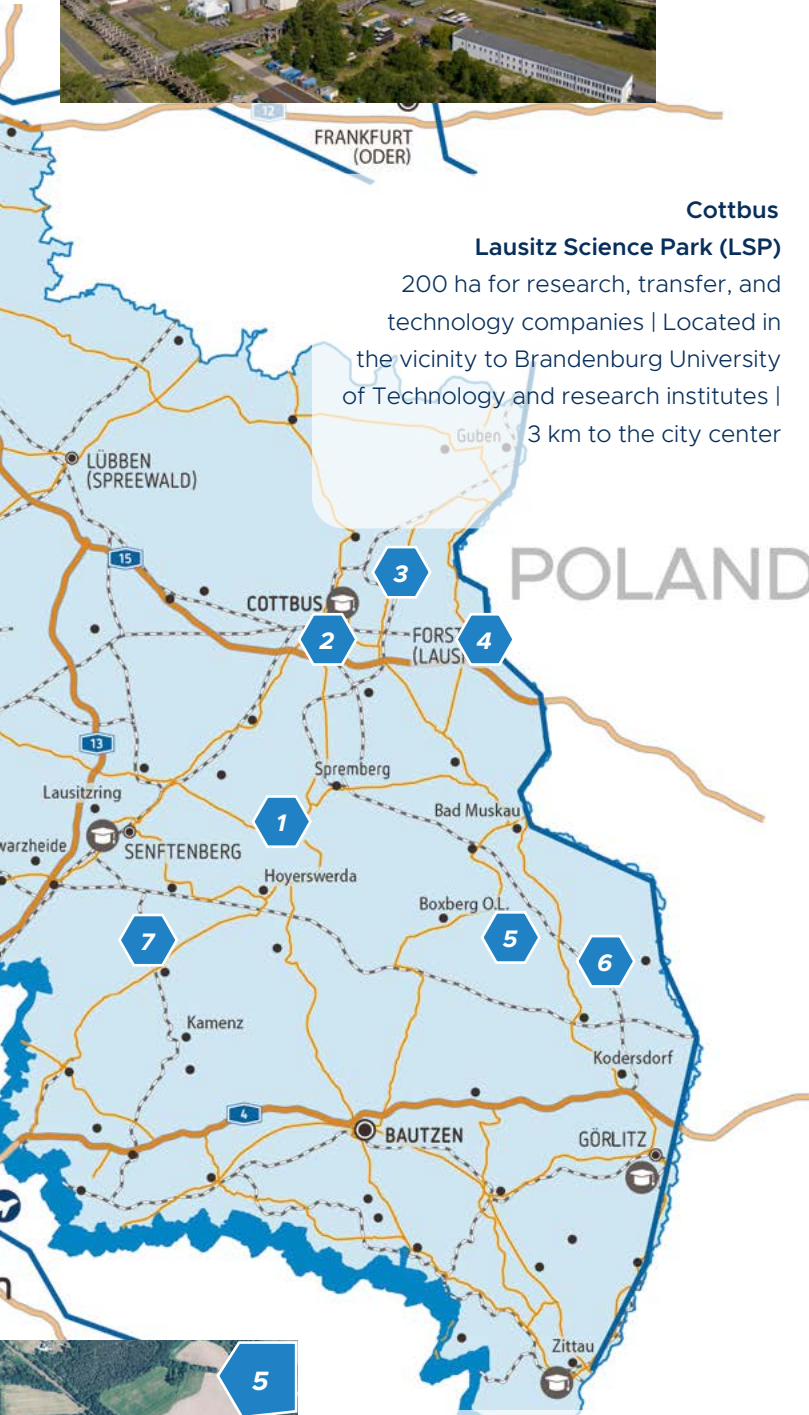 12
FRANKFURT
(ODER)
Cottbus
Lausitz Science Park (LSP)
200 ha for research, transfer, and
technology companies | Located in
the vicinity to Brandenburg University
of Technology and research institutes |
3 km to the city center
Guben
LÜBBEN
(SPREEWALD)
15
3
POLAND
COTTBUS
2
FORST
4
13
Spremberg
Lausitzring
1
Bad Muskau
warzheide
SENFTENBERG
Hoyerswerda
Boxberg O.L.
5
7
6
Kamenz
Kodersdorf
4
BAUTZEN
GÖRLITZ
n
Zittau
5